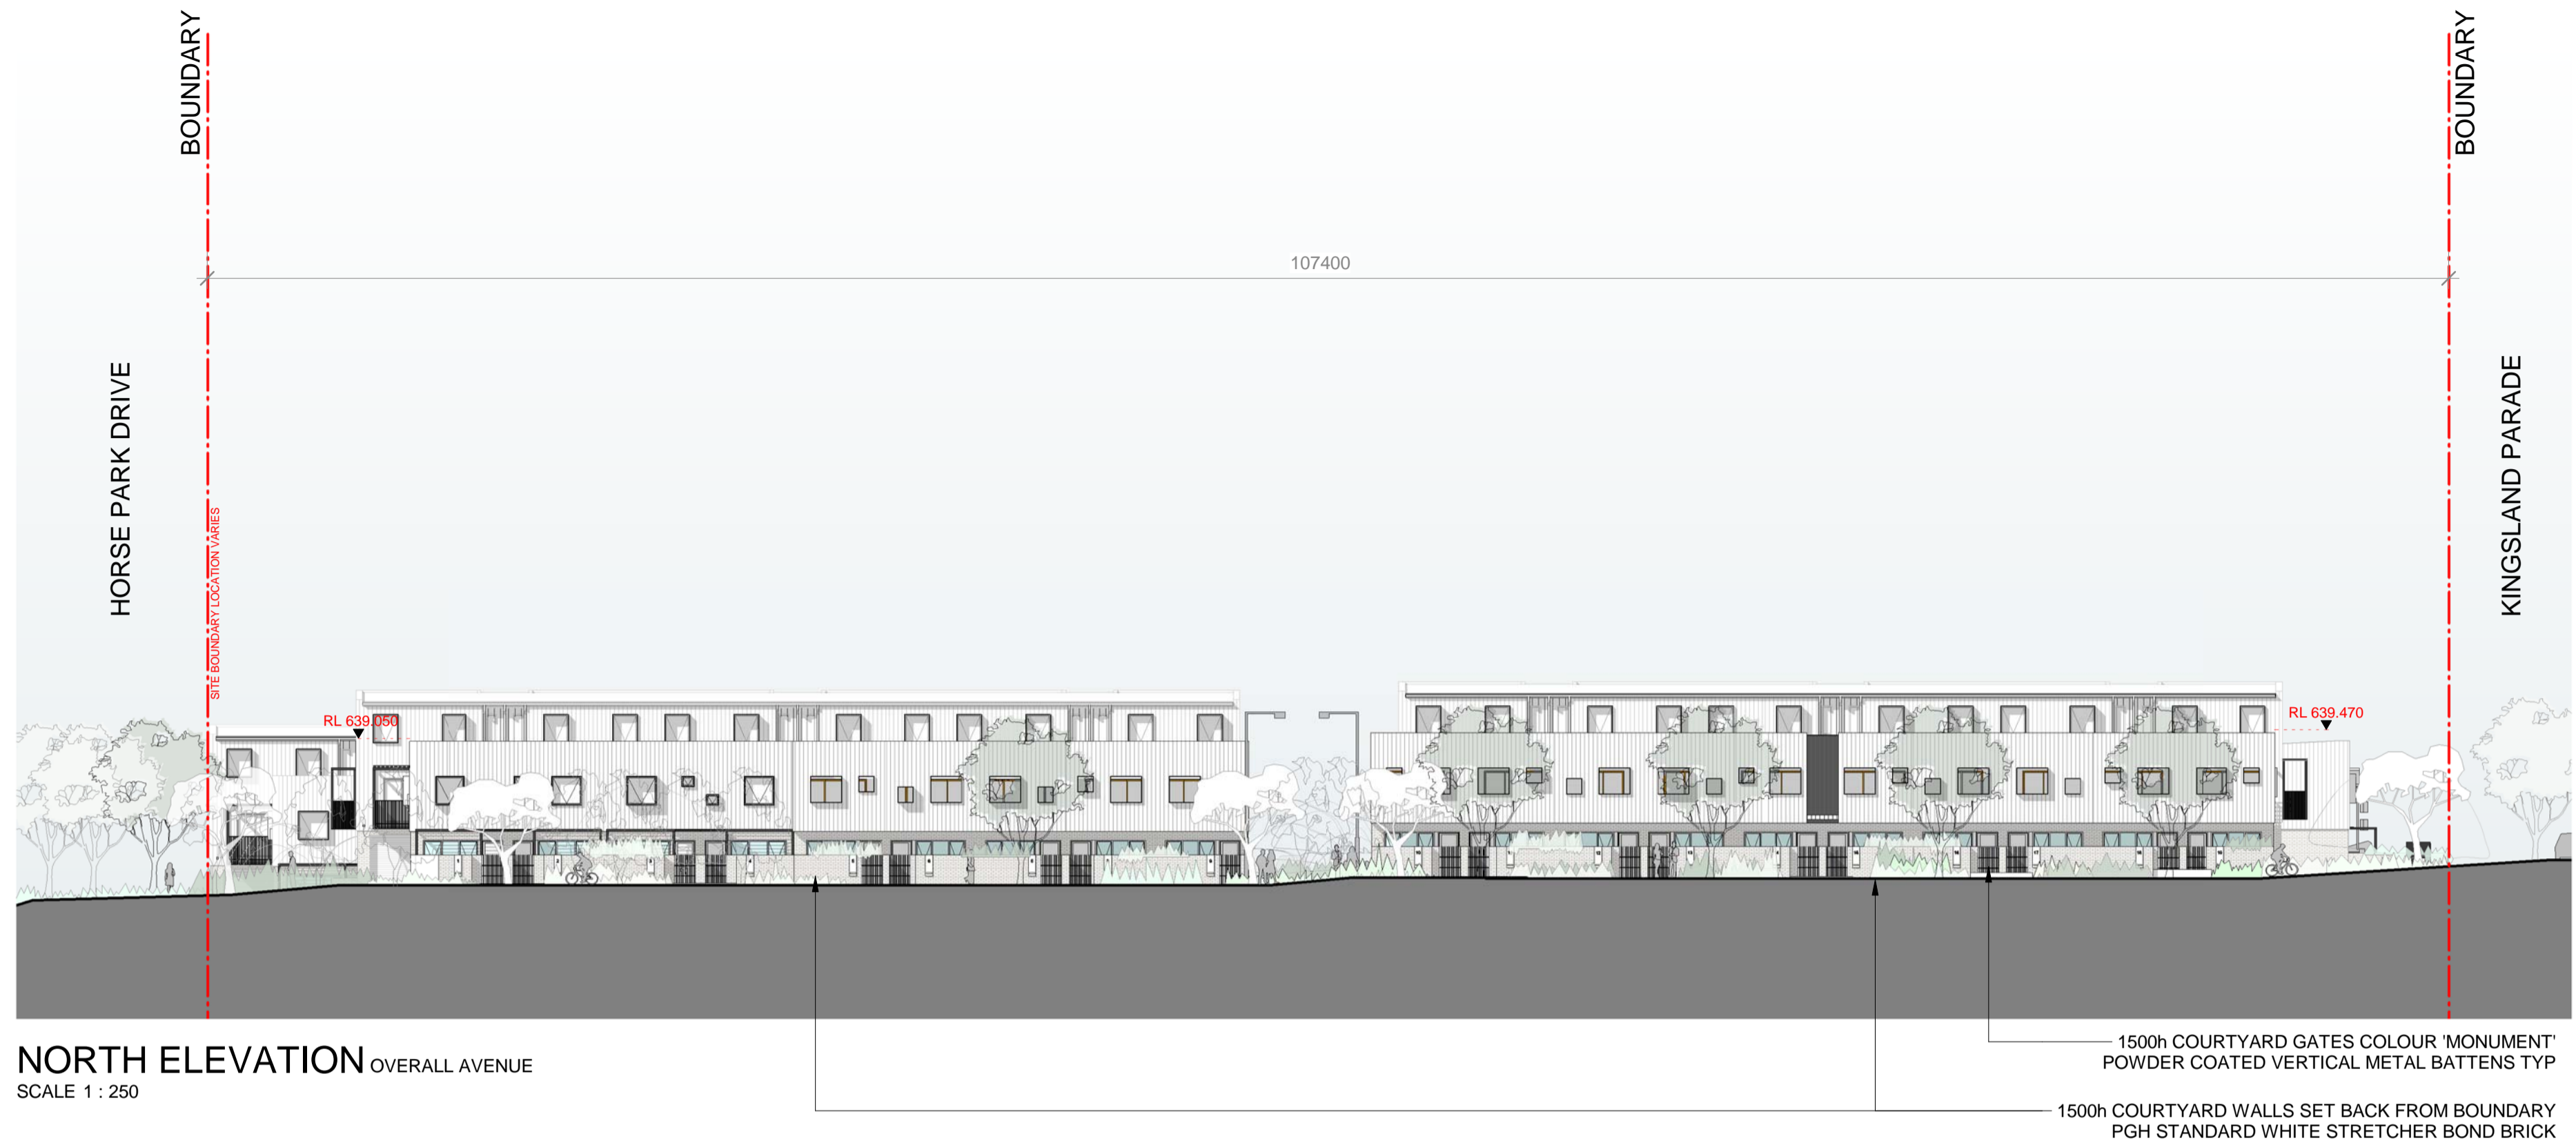 BOUNDARY
BOUNDARY
107400
HORSE PARK DRIVE
SITE BOUNDARY LOCATION VARIES
KINGSLAND PARADE
RL 639.050
RL 639.470
NORTH ELEVATION OVERALL AVENUE
SCALE 1 : 250
1500h COURTYARD GATES COLOUR 'MONUMENT'
POWDER COATED VERTICAL METAL BATTENS TYP
1500h COURTYARD WALLS SET BACK FROM BOUNDARY
PGH STANDARD WHITE STRETCHER BOND BRICK